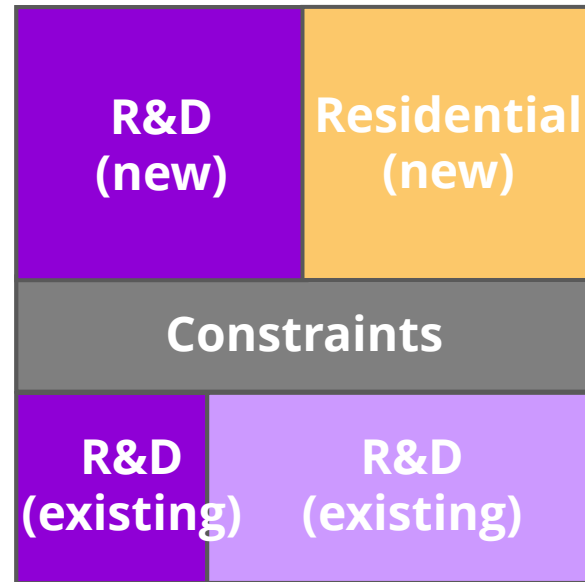 R&D
(new)
Residential
(new)
Constraints
R&D
(existing)
R&D
(existing)